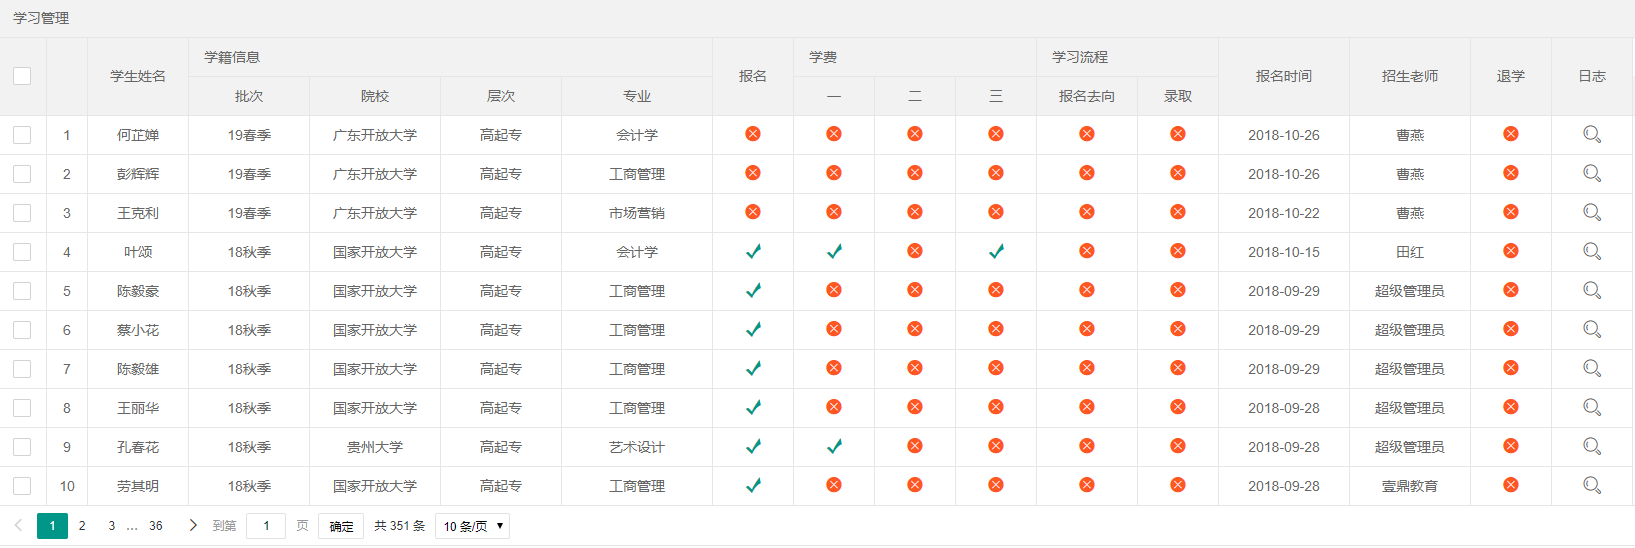 学习管理
学生姓名 学籍信息 报名 学费 学习流程 报名时间 招生老师 退学 日志
批次 院校 层次 专业 一 二 三 报名去向 录取
1 何芷婵 19春季 广东开放大学 高起专 会计学 2018-10-26 曹燕
2 彭辉辉 19春季 广东开放大学 高起专 工商管理 2018-10-26 曹燕
3 王克利 19春季 广东开放大学 高起专 市场营销 2018-10-22 曹燕
4 叶颂 18秋季 国家开放大学 高起专 会计学 2018-10-15 田红
5 陈毅豪 18秋季 国家开放大学 高起专 工商管理 2018-09-29 超级管理员
6 蔡小花 18秋季 国家开放大学 高起专 工商管理 2018-09-29 超级管理员
7 陈毅雄 18秋季 国家开放大学 高起专 工商管理 2018-09-29 超级管理员
8 王丽华 18秋季 国家开放大学 高起专 工商管理 2018-09-28 超级管理员
9 孔春花 18秋季 贵州大学 高起专 艺术设计 2018-09-28 超级管理员
10 劳其明 18秋季 国家开放大学 高起专 工商管理 2018-09-28 壹鼎教育
1 2 3 … 36 到第 1 页 确定 共 351 条 10 条/页